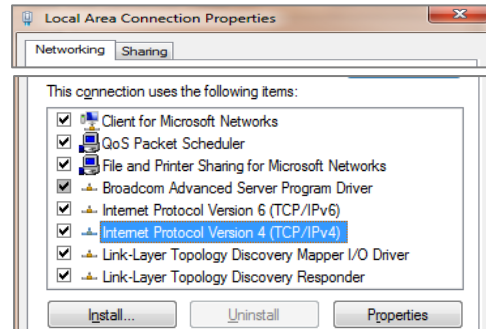 Local Area Connection Properties
Networking Sharing
This connection uses the following items:
Client for Microsoft Networks
QoS Packet Scheduler
File and Printer Sharing for Microsoft Networks
Broadcom Advanced Server Program Driver
Internet Protocol Version 6 (TCP/IPv6)
Internet Protocol Version 4 (TCP/IPv4)
Link-Layer Topology Discovery Mapper I/O Driver
Link-Layer Topology Discovery Responder
Install... Uninstall Properties